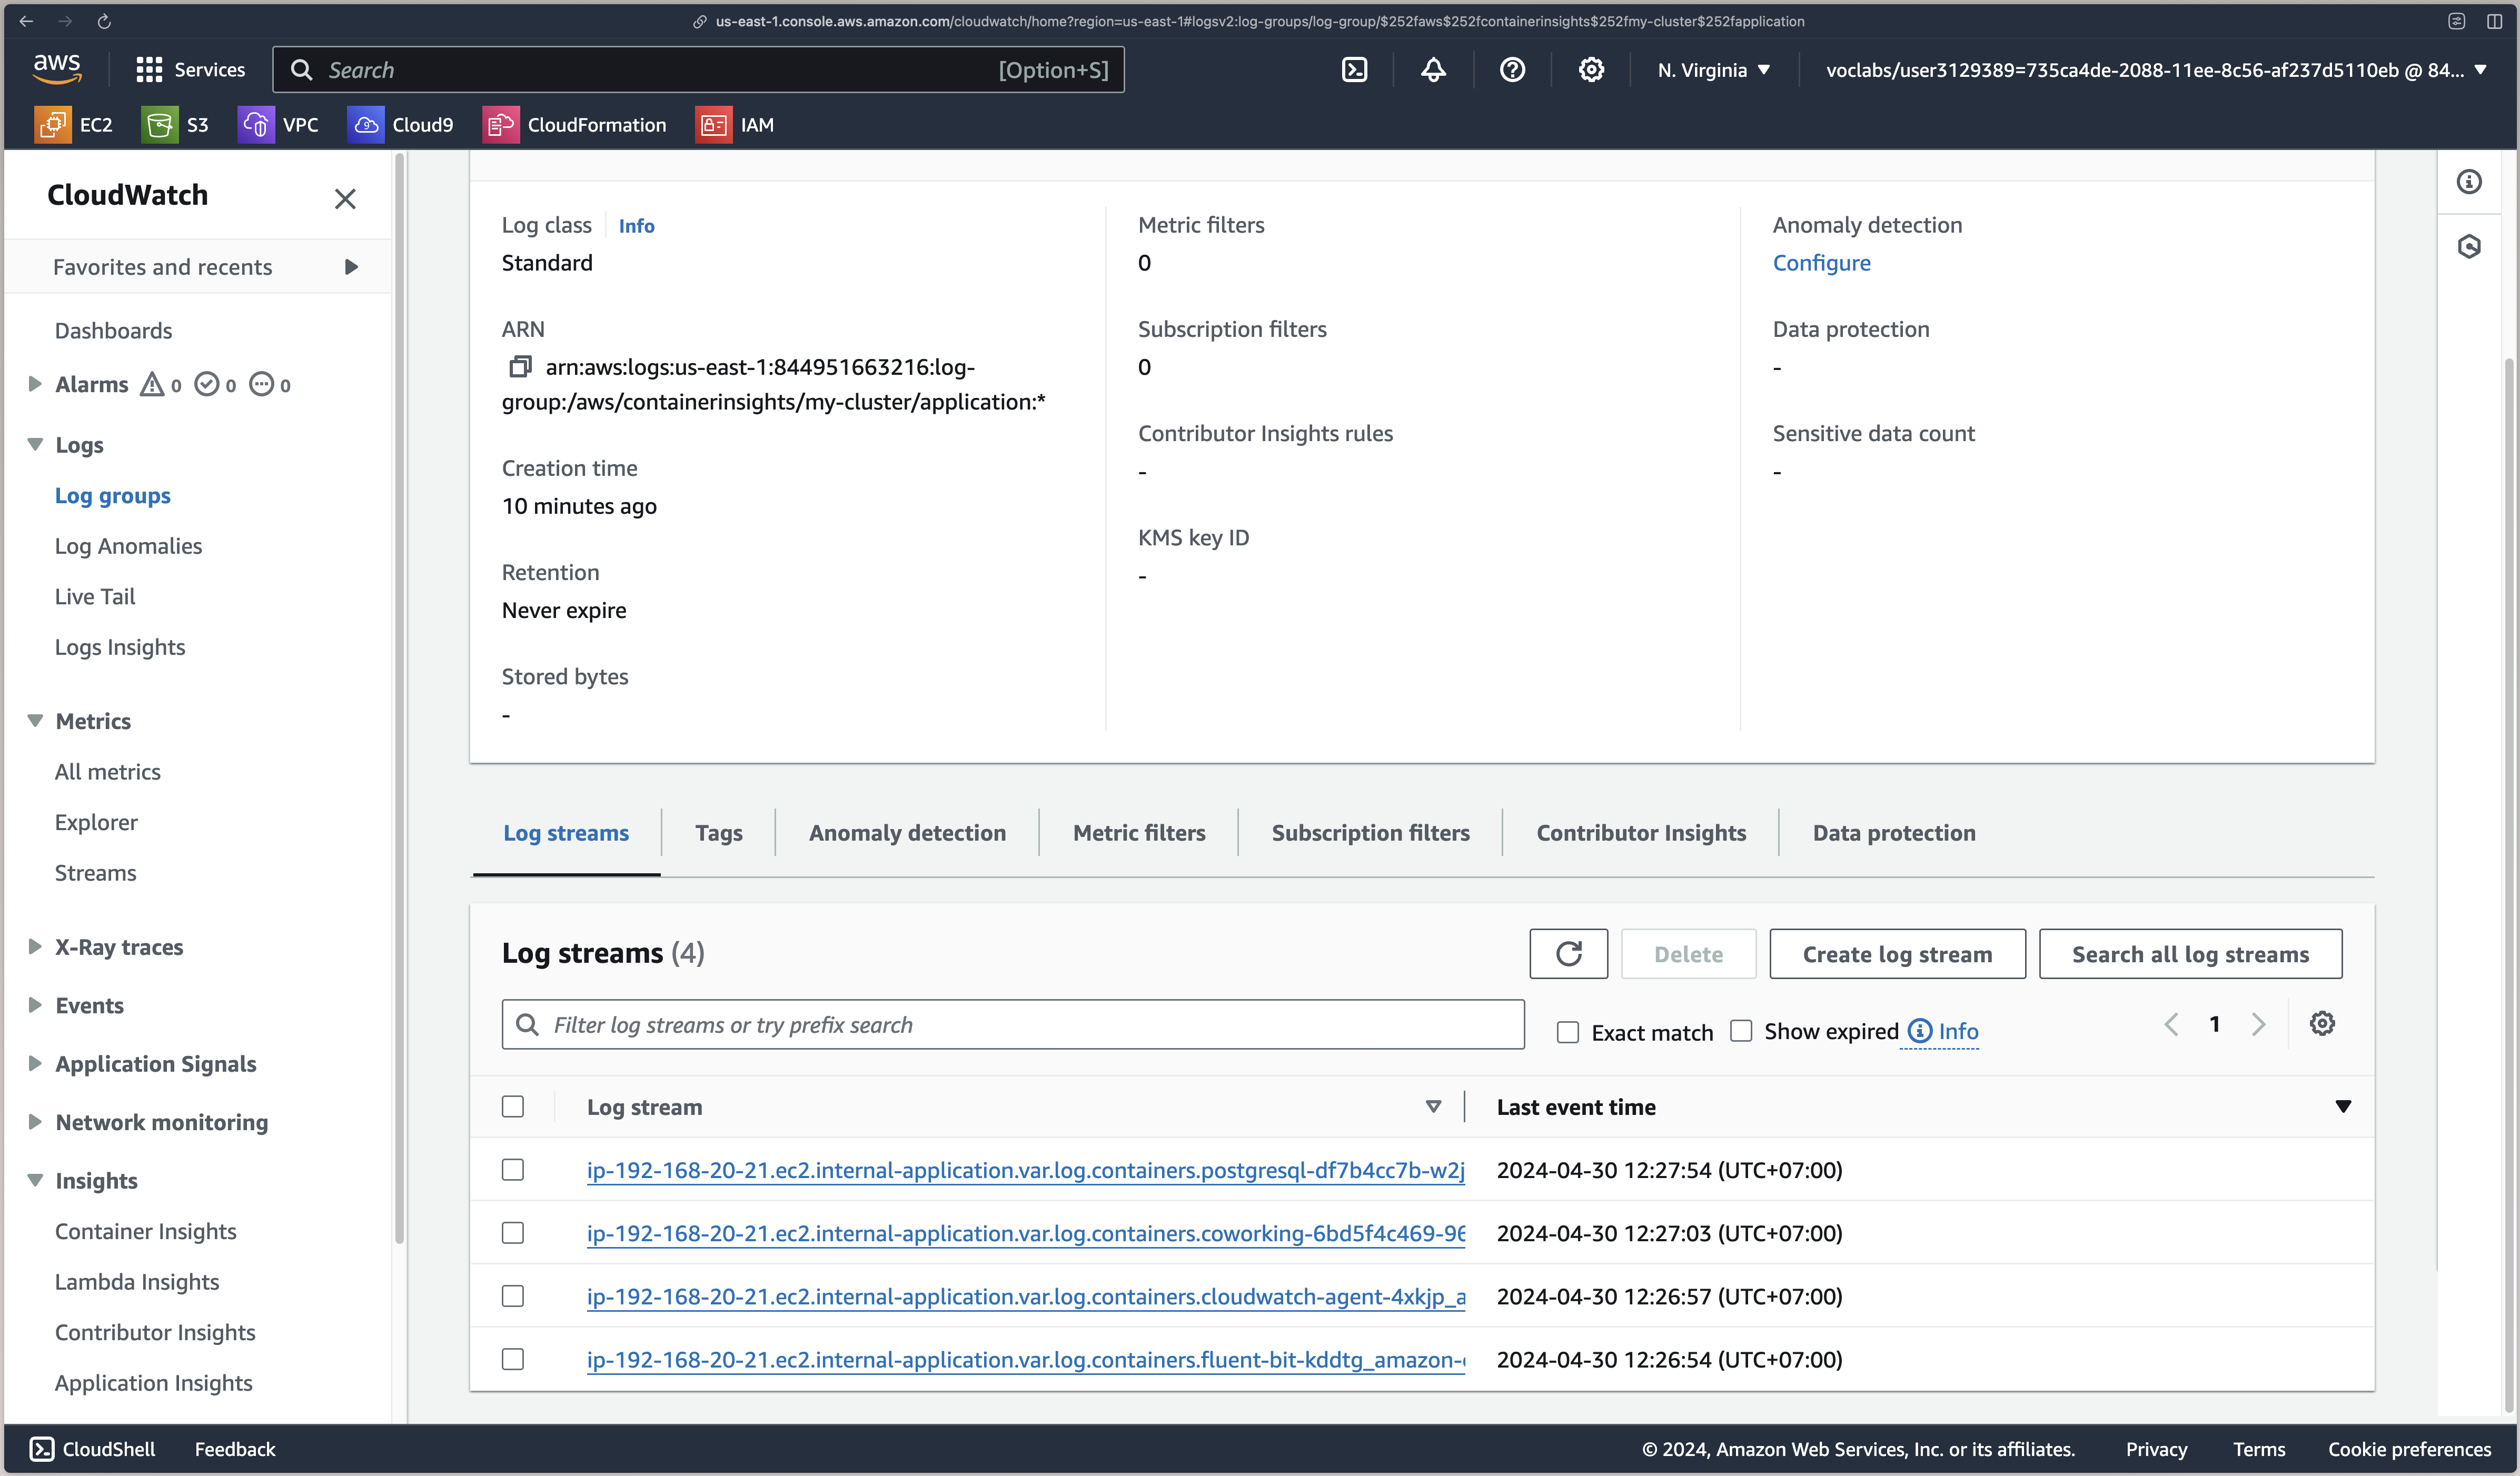 us-east-1.console.aws.amazon.com/cloudwatch/home?region=us-east-1#logsv2:log-groups/log-group/$252faws$252fcontainerinsights$252fmy-cluster$252fapplication
aws
Services
Search
[Option+S]
N. Virginia
voclabs/user3129389=735ca4de-2088-11ee-8c56-af237d5110eb @ 84...
EC2
S3
VPC
Cloud9
CloudFormation
IAM
CloudWatch
Favorites and recents
Dashboards
Alarms 0 0 0
Logs
Log groups
Log Anomalies
Live Tail
Logs Insights
Metrics
All metrics
Explorer
Streams
X-Ray traces
Events
Application Signals
Network monitoring
Insights
Container Insights
Lambda Insights
Contributor Insights
Application Insights
Log class
Info
Standard
ARN
arn:aws:logs:us-east-1:844951663216:log-
group:/aws/containerinsights/my-cluster/application:*
Creation time
10 minutes ago
Retention
Never expire
Stored bytes
-
Metric filters
0
Subscription filters
0
Contributor Insights rules
-
KMS key ID
-
Anomaly detection
Configure
Data protection
-
Sensitive data count
-
Log streams
Tags
Anomaly detection
Metric filters
Subscription filters
Contributor Insights
Data protection
Log streams (4)
Delete
Create log stream
Search all log streams
Filter log streams or try prefix search
Exact match
Show expired
Info
1
Log stream
Last event time
ip-192-168-20-21.ec2.internal-application.var.log.containers.postgresql-df7b4cc7b-w2j
2024-04-30 12:27:54 (UTC+07:00)
ip-192-168-20-21.ec2.internal-application.var.log.containers.coworking-6bd5f4c469-96
2024-04-30 12:27:03 (UTC+07:00)
ip-192-168-20-21.ec2.internal-application.var.log.containers.cloudwatch-agent-4xkjp_a
2024-04-30 12:26:57 (UTC+07:00)
ip-192-168-20-21.ec2.internal-application.var.log.containers.fluent-bit-kddtg_amazon-
2024-04-30 12:26:54 (UTC+07:00)
CloudShell
Feedback
© 2024, Amazon Web Services, Inc. or its affiliates.
Privacy
Terms
Cookie preferences